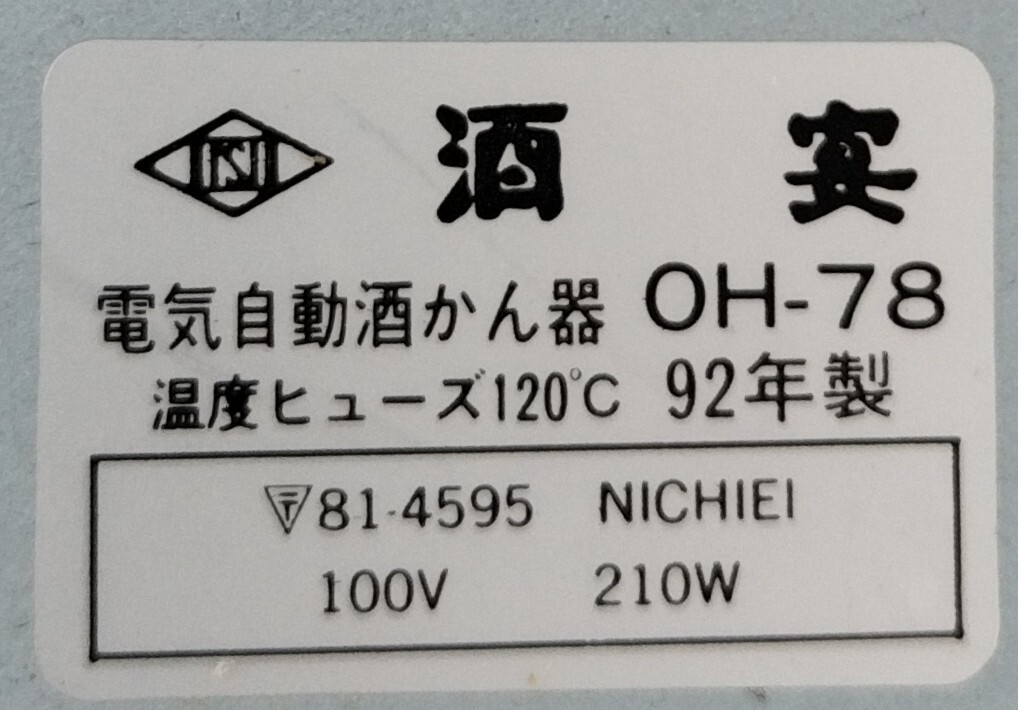 酒宴
電気自動酒かん器 OH-78
温度ヒューズ120℃ 92年製
81-4595 NICHIEI
100V 210W